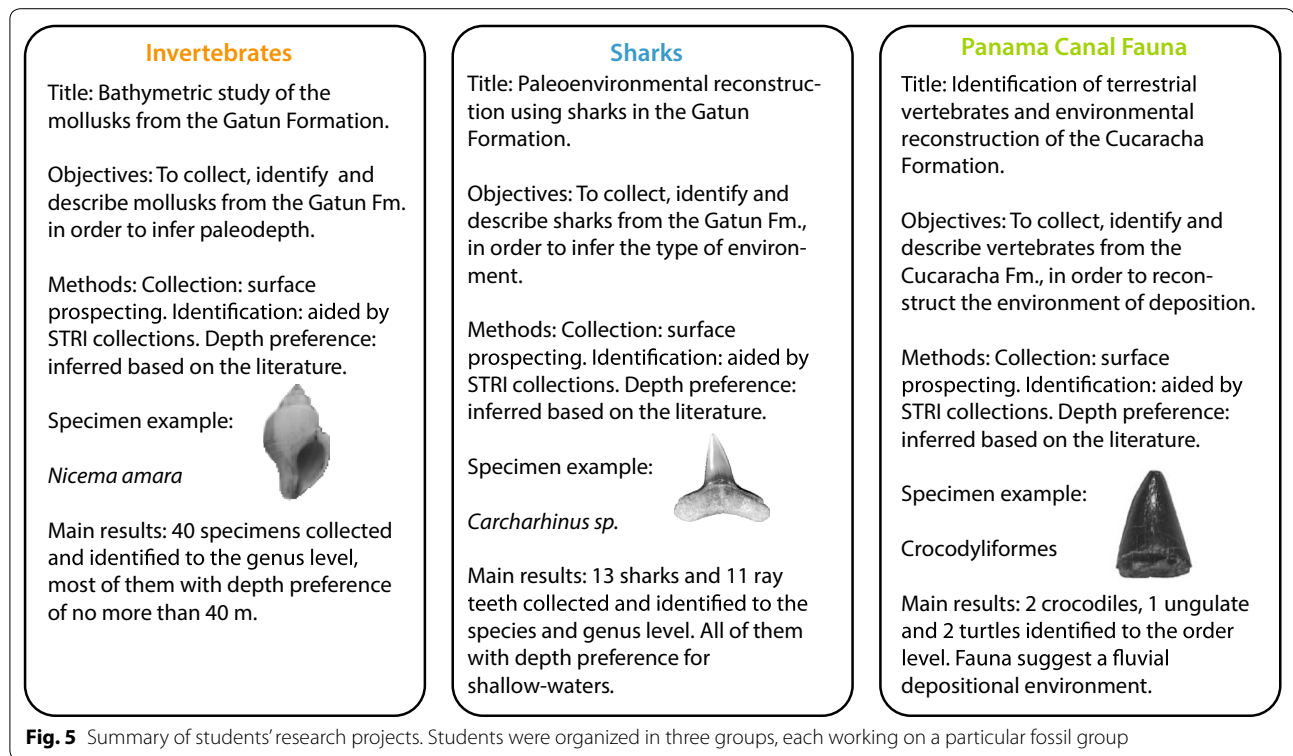 Invertebrates
Title: Bathymetric study of the
mollusks from the Gatun Formation.
Objectives: To collect, identify and
describe mollusks from the Gatun Fm.
in order to infer paleodepth.
Methods: Collection: surface
prospecting. Identification: aided by
STRI collections. Depth preference:
inferred based on the literature.
Specimen example:
Nicema amara
Main results: 40 specimens collected
and identified to the genus level,
most of them with depth preference
of no more than 40 m.
Sharks
Title: Paleoenvironmental reconstruc-
tion using sharks in the Gatun
Formation.
Objectives: To collect, identify and
describe sharks from the Gatun Fm.,
in order to infer the type of environ-
ment.
Methods: Collection: surface
prospecting. Identification: aided by
STRI collections. Depth preference:
inferred based on the literature.
Specimen example:
Carcharhinus sp.
Main results: 13 sharks and 11 ray
teeth collected and identified to the
species and genus level. All of them
with depth preference for
shallow-waters.
Panama Canal Fauna
Title: Identification of terrestrial
vertebrates and environmental
reconstruction of the Cucaracha
Formation.
Objectives: To collect, identify and
describe vertebrates from the
Cucaracha Fm., in order to recon-
struct the environment of deposition.
Methods: Collection: surface
prospecting. Identification: aided by
STRI collections. Depth preference:
inferred based on the literature.
Specimen example:
Crocodyliformes
Main results: 2 crocodiles, 1 ungulate
and 2 turtles identified to the order
level. Fauna suggest a fluvial
depositional environment.
Fig. 5 Summary of students' research projects. Students were organized in three groups, each working on a particular fossil group